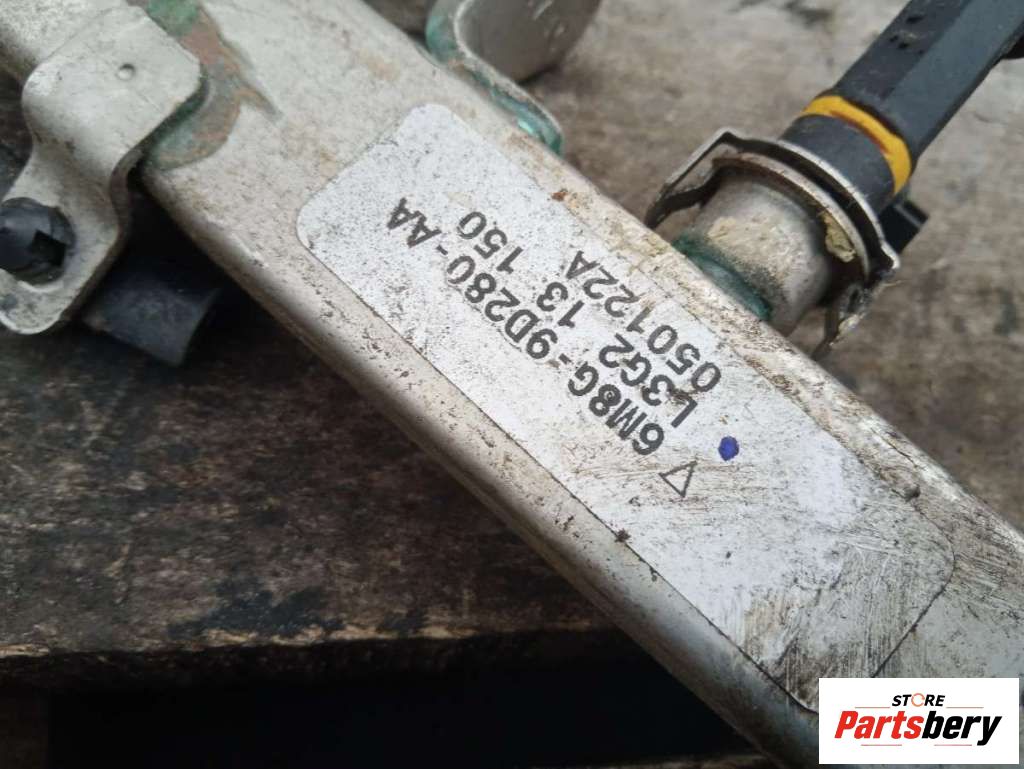 6M8G-9D280-AA
L3G2 13 150
050122A
STORE
Partsbery